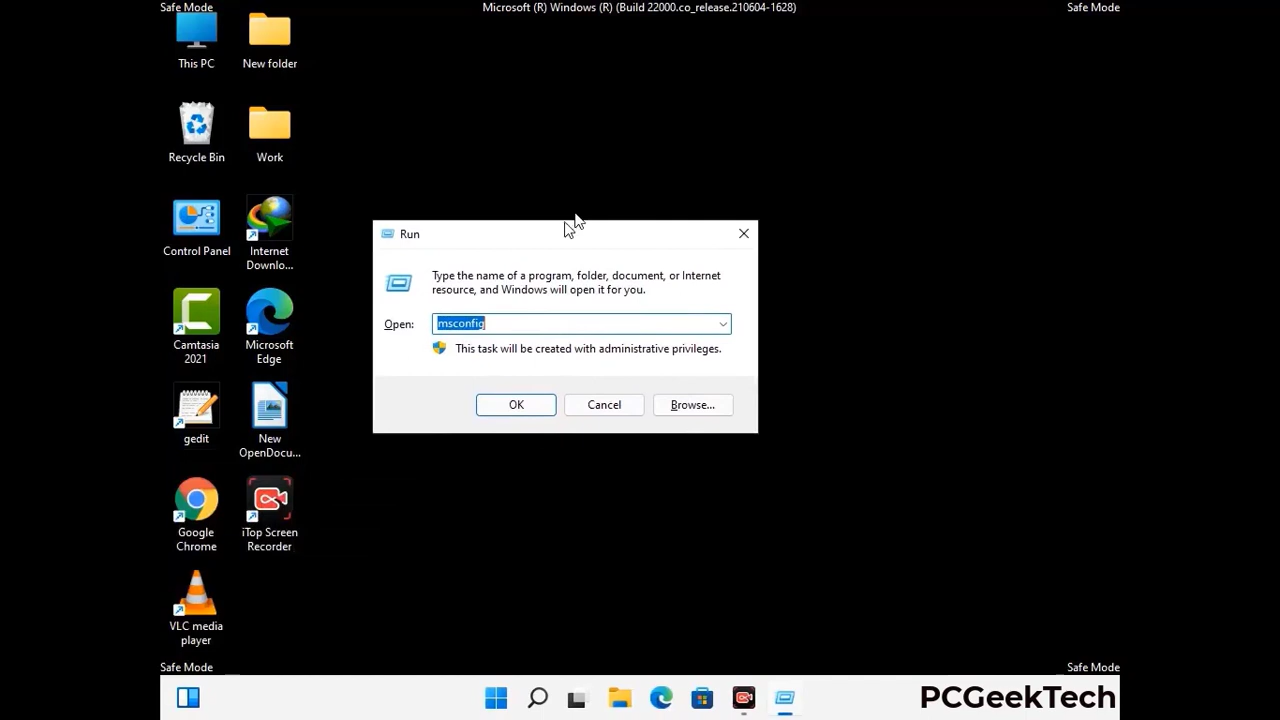 Safe Mode
Microsoft (R) Windows (R) (Build 22000.co_release.210604-1628)
Safe Mode
This PC
New folder
Recycle Bin
Work
Control Panel
Internet
Downlo...
Camtasia
2021
Microsoft
Edge
gedit
New
OpenDocu...
Google
Chrome
iTop Screen
Recorder
VLC media
player
Run
Type the name of a program, folder, document, or Internet
resource, and Windows will open it for you.
Open:
msconfig
This task will be created with administrative privileges.
OK
Cancel
Browse...
Safe Mode
Safe Mode
PCGeekTech